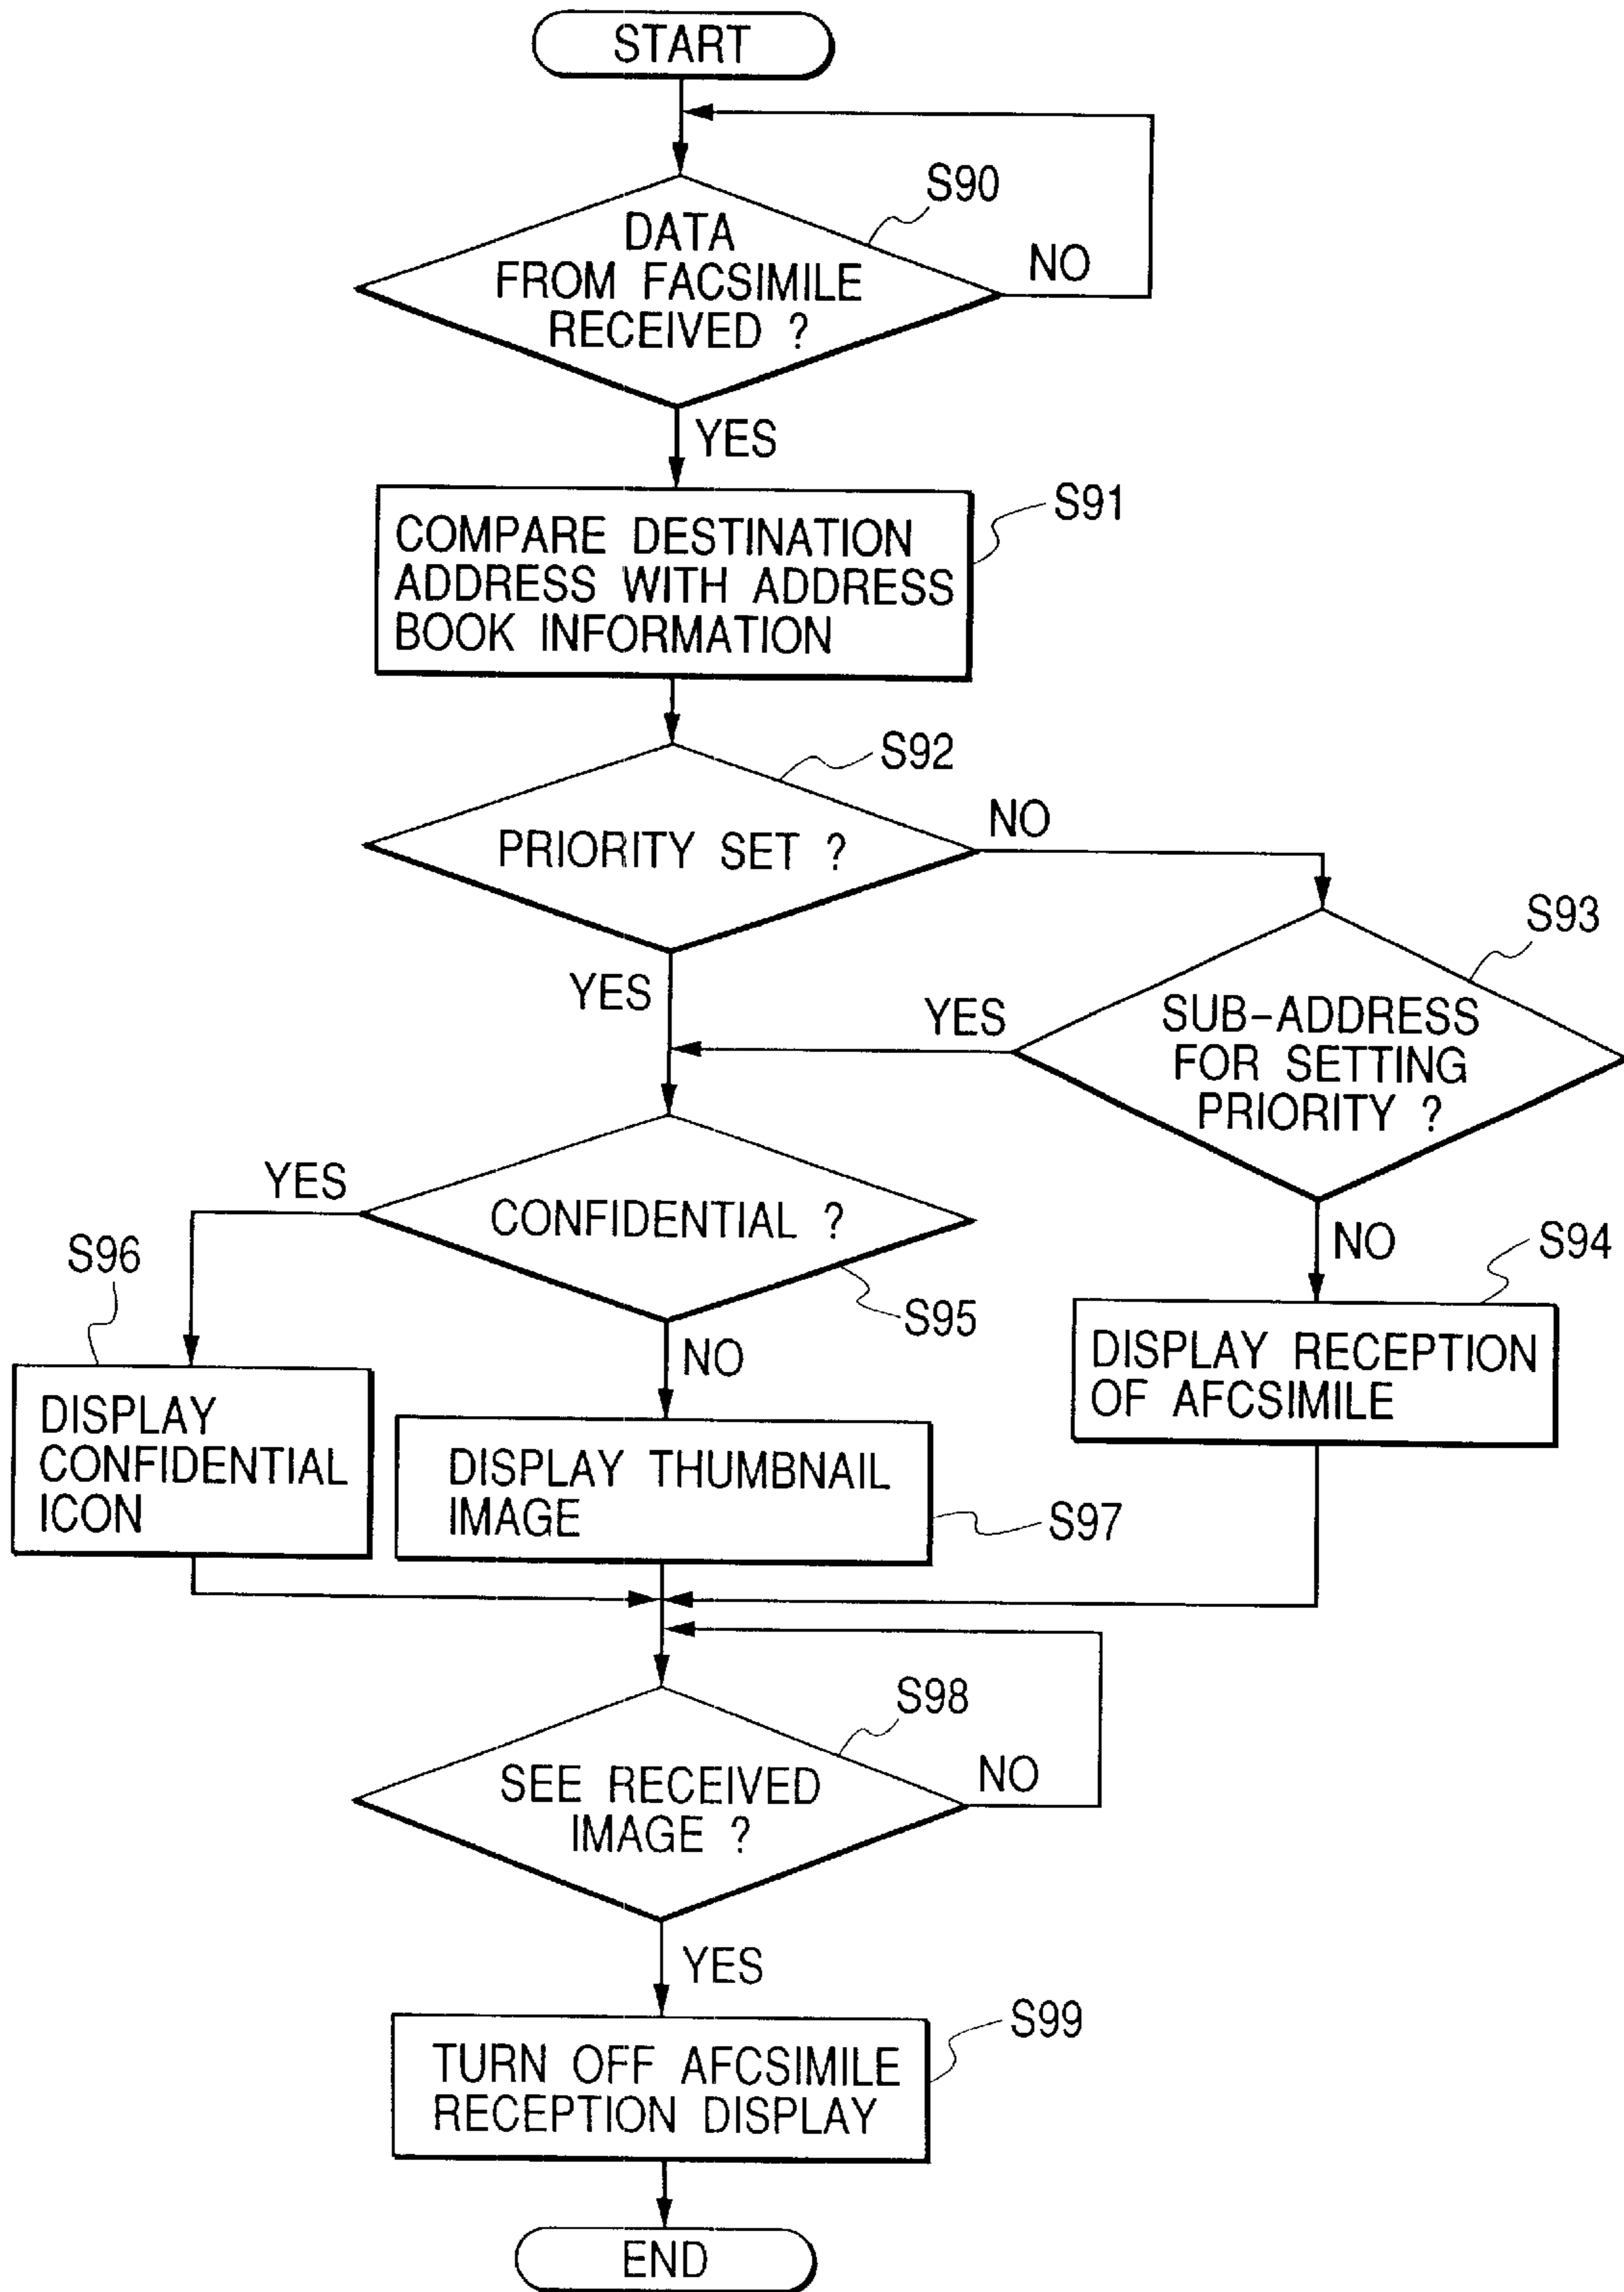 START
S90
DATA
FROM FACSIMILE
RECEIVED ?
NO
YES
S91
COMPARE DESTINATION
ADDRESS WITH ADDRESS
BOOK INFORMATION
S92
PRIORITY SET ?
NO
YES
S93
SUB-ADDRESS
FOR SETTING
PRIORITY ?
YES
NO
CONFIDENTIAL ?
YES
S95
NO
S96
DISPLAY
CONFIDENTIAL
ICON
DISPLAY THUMBNAIL
IMAGE
S97
S94
DISPLAY RECEPTION
OF AFCSIMILE
S98
SEE RECEIVED
IMAGE ?
NO
YES
S99
TURN OFF AFCSIMILE
RECEPTION DISPLAY
END